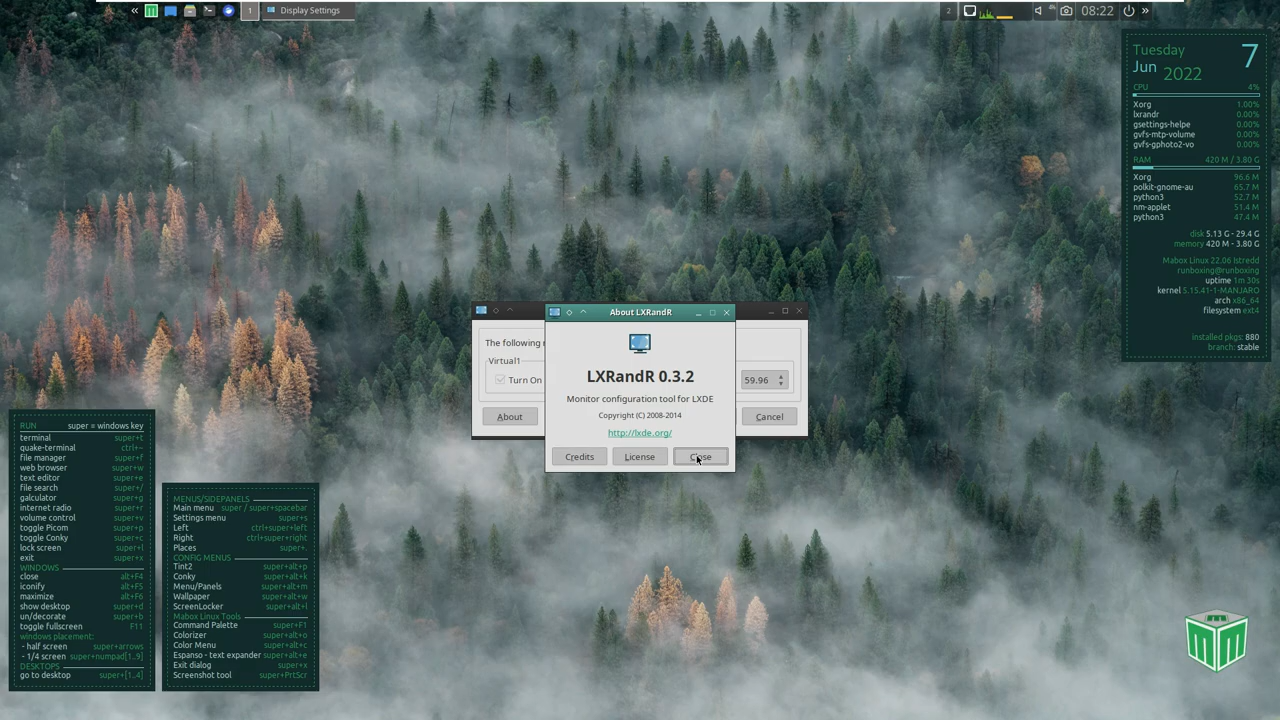 1
Display Settings
2
08:22
Tuesday
7
Jun
2022
CPU 4%
Xorg 1.00%
lxrandr 0.00%
gsettings-helpe 0.00%
gvfs-mtp-volume 0.00%
gvfs-gphoto2-vo 0.00%
RAM 420 M / 3.80 G
Xorg 96.6 M
polkit-gnome-au 65.7 M
python3 52.7 M
nm-applet 51.4 M
python3 47.4 M
disk 5.13 G - 29.4 G
memory 420 M - 3.80 G
Mabox Linux 22.06 Istredd
runboxing@runboxing
uptime 1m 30s
kernel 5.15.41-1-MANJARO
arch x86_64
filesystem ext4
installed pkgs: 880
branch: stable
About LXRandR
The following
Virtual1
Turn On
59.96
About
Cancel
LXRandR 0.3.2
Monitor configuration tool for LXDE
Copyright (C) 2008-2014
http://lxde.org/
Credits
License
Close
RUN super = windows key
terminal super+t
quake-terminal ctrl+~
file manager super+f
web browser super+w
text editor super+e
file search super+/
galculator super+g
internet radio super+r
volume control super+v
toggle Picom super+p
toggle Conky super+c
lock screen super+l
exit super+x
WINDOWS
close alt+F4
iconify alt+F5
maximize alt+F6
show desktop super+d
un/decorate super+b
toggle fullscreen F11
windows placement:
- half screen super+arrows
- 1/4 screen super+numpad[1..9]
DESKTOPS
go to desktop super+[1..4]
MENUS/SIDEPANELS
Main menu super / super+spacebar
Settings menu super+s
Left ctrl+super+left
Right ctrl+super+right
Places super+.
CONFIG MENUS
Tint2 super+alt+p
Conky super+alt+k
Menu/Panels super+alt+m
Wallpaper super+alt+w
ScreenLocker super+alt+l
Mabox Linux Tools
Command Palette super+F1
Colorizer super+alt+o
Color Menu super+alt+c
Espanso - text expander super+alt+e
Exit dialog super+x
Screenshot tool super+PrtScr